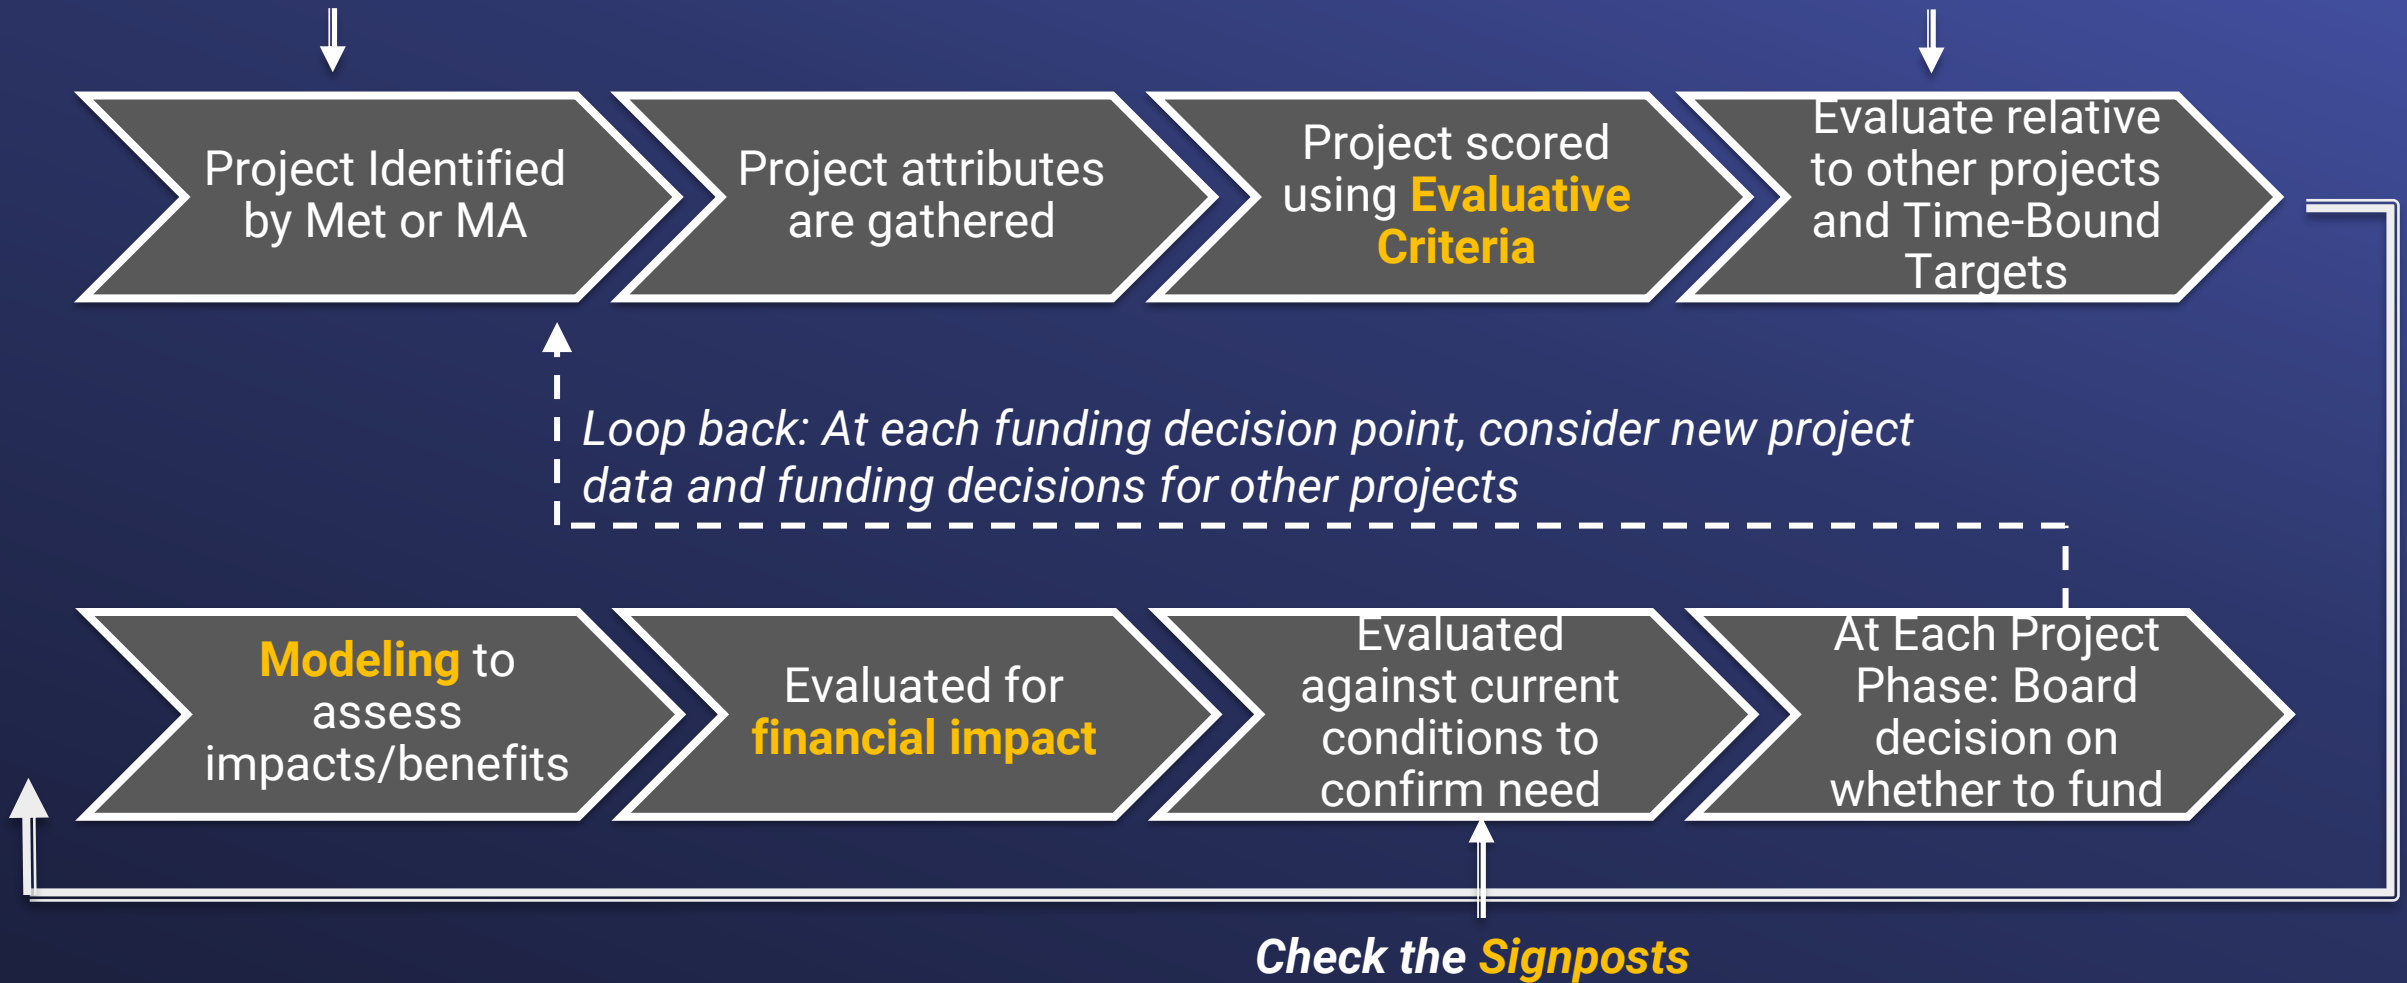 Project Identified
by Met or MA
Project attributes
are gathered
Project scored
using Evaluative
Criteria
Evaluate relative
to other projects
and Time-Bound
Targets
Loop back: At each funding decision point, consider new project
data and funding decisions for other projects
Modeling to
assess
impacts/benefits
Evaluated for
financial impact
Evaluated
against current
conditions to
confirm need
At Each Project
Phase: Board
decision on
whether to fund
Check the Signposts